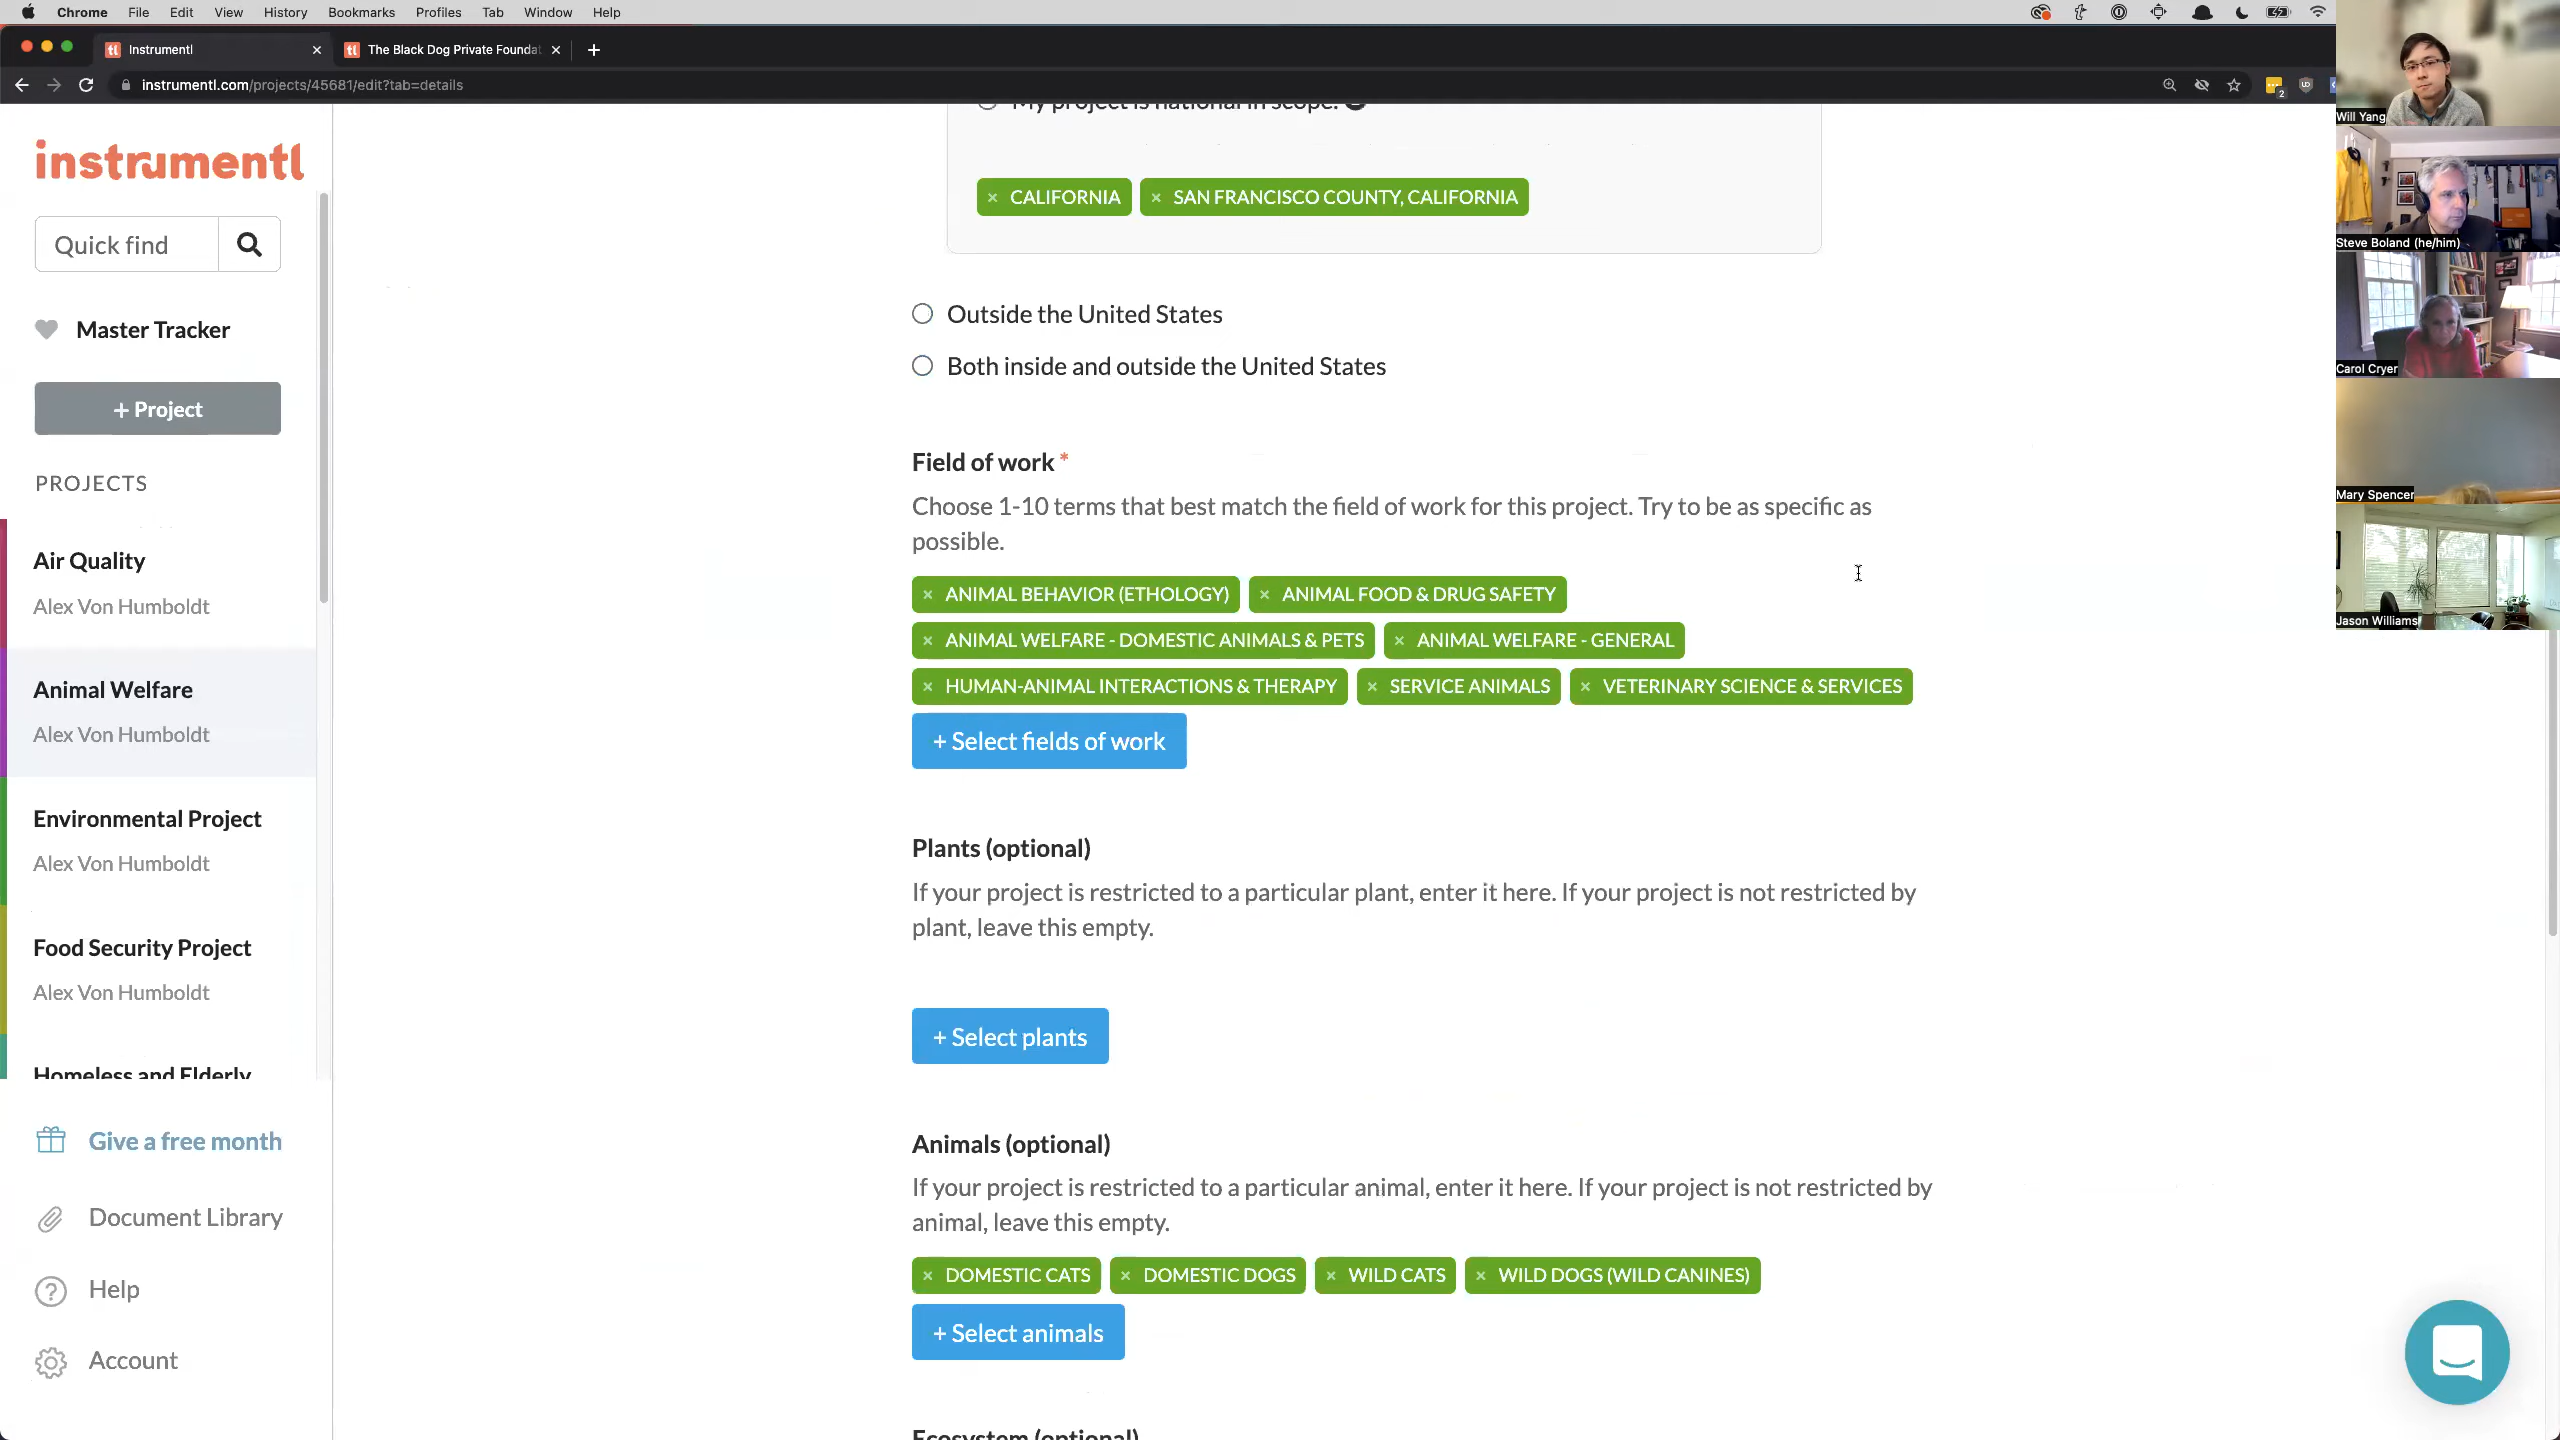 Chrome File Edit View History Bookmarks Profiles Tab Window Help
Instrumentl
The Black Dog Private Foundat
instrumentl.com/projects/45681/edit?tab=details
instrumentl
Quick find
Master Tracker
+ Project
PROJECTS
Air Quality
Alex Von Humboldt
Animal Welfare
Alex Von Humboldt
Environmental Project
Alex Von Humboldt
Food Security Project
Alex Von Humboldt
Homeless and Elderly
Give a free month
Document Library
Help
Account
My project is national in scope.
× CALIFORNIA × SAN FRANCISCO COUNTY, CALIFORNIA
Outside the United States
Both inside and outside the United States
Field of work *
Choose 1-10 terms that best match the field of work for this project. Try to be as specific as
possible.
× ANIMAL BEHAVIOR (ETHOLOGY) × ANIMAL FOOD & DRUG SAFETY
× ANIMAL WELFARE - DOMESTIC ANIMALS & PETS × ANIMAL WELFARE - GENERAL
× HUMAN-ANIMAL INTERACTIONS & THERAPY × SERVICE ANIMALS × VETERINARY SCIENCE & SERVICES
+ Select fields of work
Plants (optional)
If your project is restricted to a particular plant, enter it here. If your project is not restricted by
plant, leave this empty.
+ Select plants
Animals (optional)
If your project is restricted to a particular animal, enter it here. If your project is not restricted by
animal, leave this empty.
× DOMESTIC CATS × DOMESTIC DOGS × WILD CATS × WILD DOGS (WILD CANINES)
+ Select animals
Ecosystem (optional)
Will Yang
Steve Boland (he/him)
Carol Cryer
Mary Spencer
Jason Williams